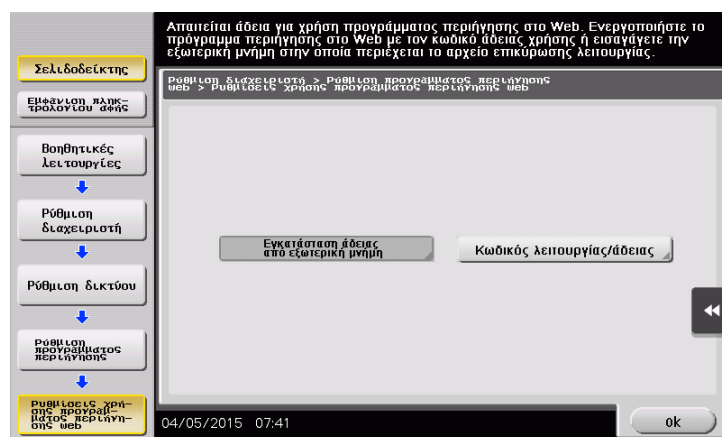 Απαιτείται άδεια για χρήση προγράμματος περιήγησης στο Web. Ενεργοποιήστε το
πρόγραμμα περιήγησης στο Web με τον κωδικό άδειας χρήσης ή εισαγάγετε την
εξωτερική μνήμη στην οποία περιέχεται το αρχείο επικύρωσης λειτουργίας.
Σελιδοδείκτης
Εμφάνιση πληκ-
τρολογίου αφής
Ρύθμιση διαχειριστή > Ρύθμιση προγράμματος περιήγησης
web > Ρυθμίσεις χρήσης προγράμματος περιήγησης web
Βοηθητικές
λειτουργίες
Ρύθμιση
διαχειριστή
Ρύθμιση δικτύου
Ρύθμιση
προγράμματος
περιήγησης
Ρυθμίσεις χρή-
σης προγράμ-
ματος περιήγη-
σης web
Εγκατάσταση άδειας
από εξωτερική μνήμη
Κωδικός λειτουργίας/άδειας
04/05/2015 07:41
ok